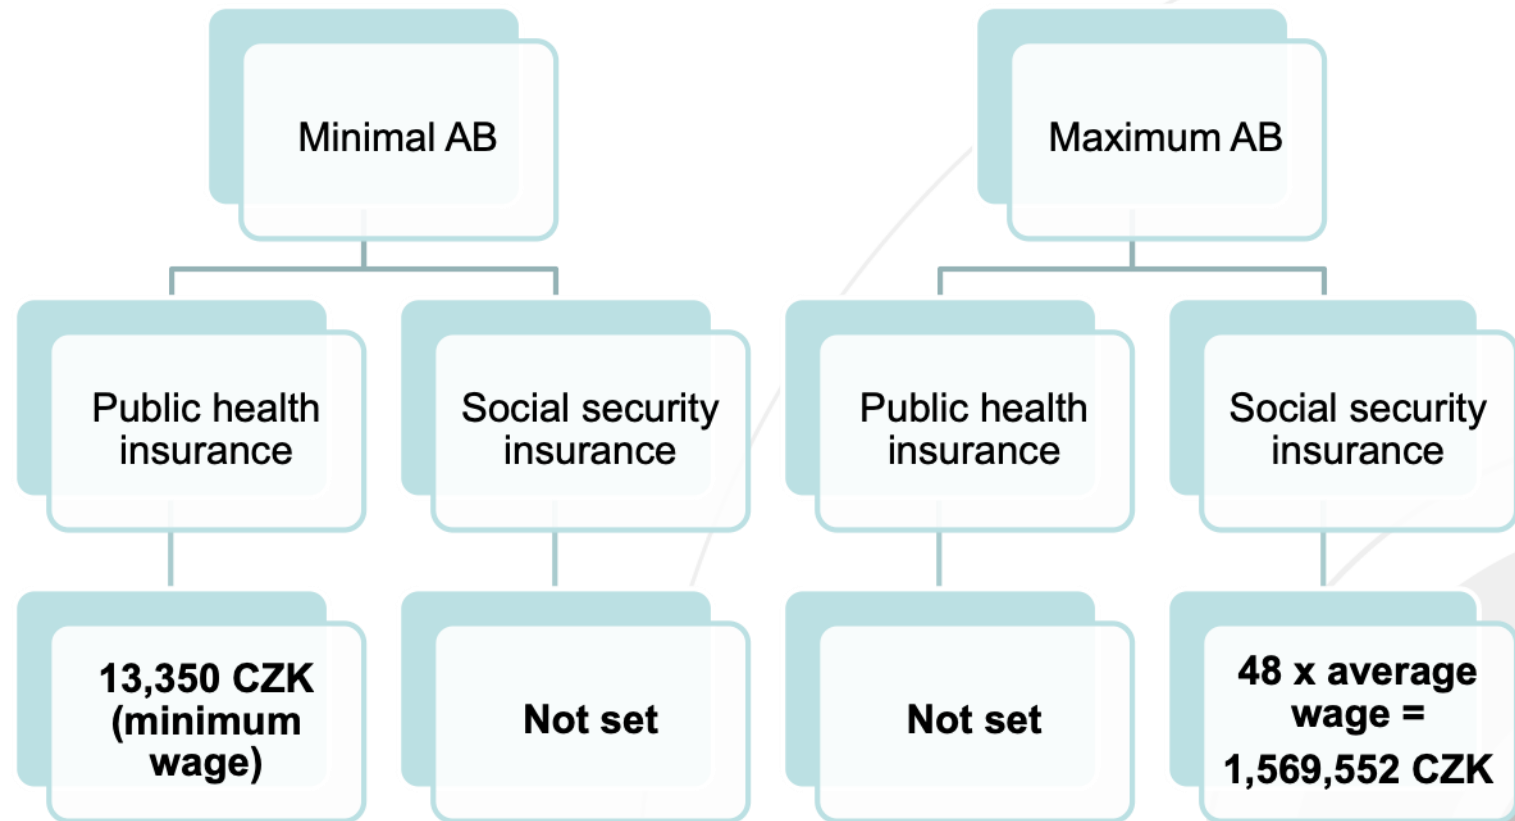 Minimal AB
Maximum AB
Public health
insurance
Social security
insurance
Public health
insurance
Social security
insurance
13,350 CZK
(minimum
wage)
Not set
Not set
48 x average
wage =
1,569,552 CZK